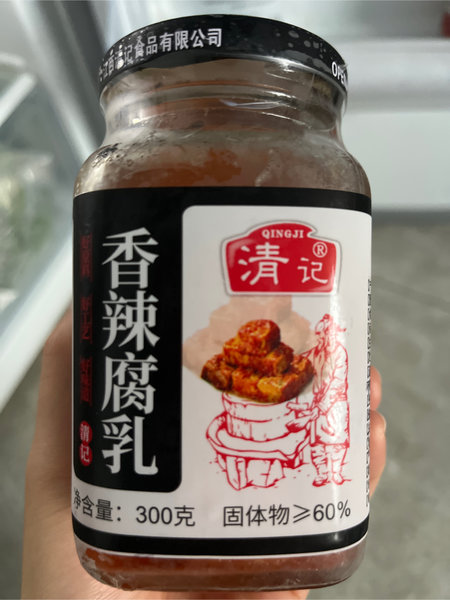 食品有限公司
OPEN
QINGJI
清记®
香辣腐乳
清记
净含量：300克 固体物≥60%